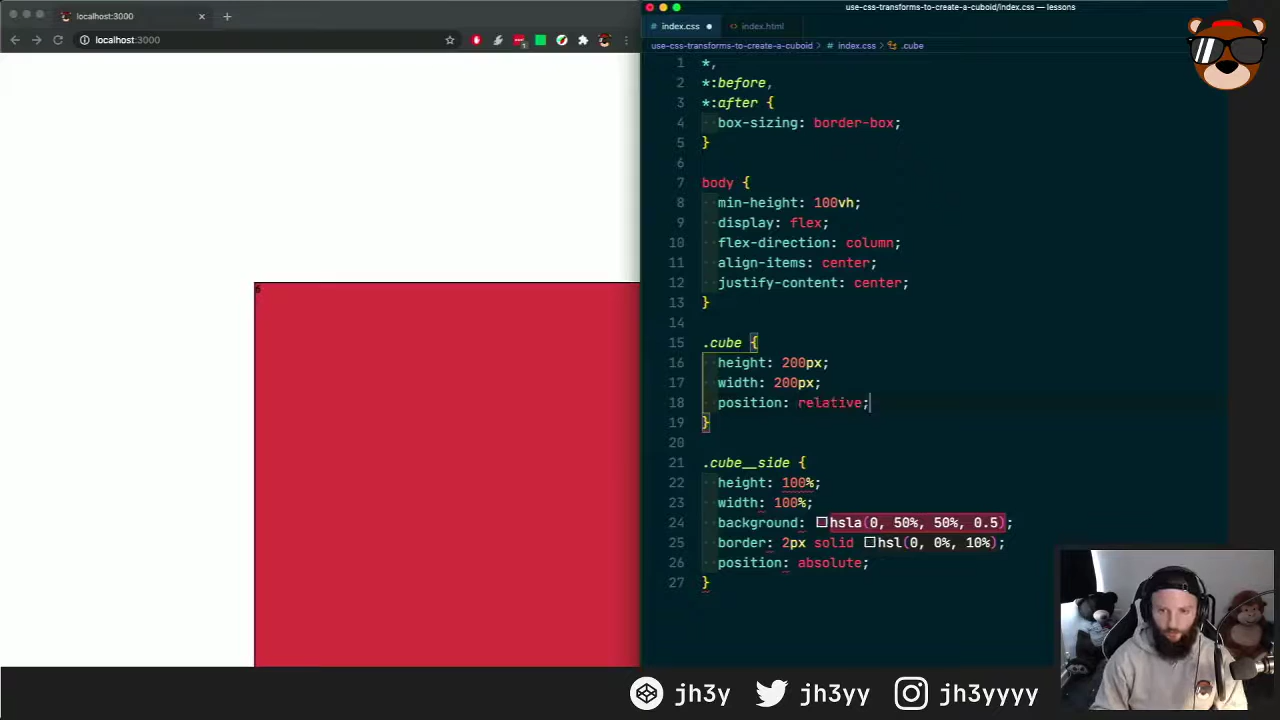 localhost:3000
localhost:3000
6
use-css-transforms-to-create-a-cuboid/index.css — lessons
index.css
index.html
use-css-transforms-to-create-a-cuboid > index.css > .cube
1 *,
2 *:before,
3 *:after {
4 box-sizing: border-box;
5 }
6
7 body {
8 min-height: 100vh;
9 display: flex;
10 flex-direction: column;
11 align-items: center;
12 justify-content: center;
13 }
14
15 .cube {
16 height: 200px;
17 width: 200px;
18 position: relative;
19 }
20
21 .cube__side {
22 height: 100%;
23 width: 100%;
24 background: hsla(0, 50%, 50%, 0.5);
25 border: 2px solid hsl(0, 0%, 10%);
26 position: absolute;
27 }
jh3y jh3yy jh3yyyy